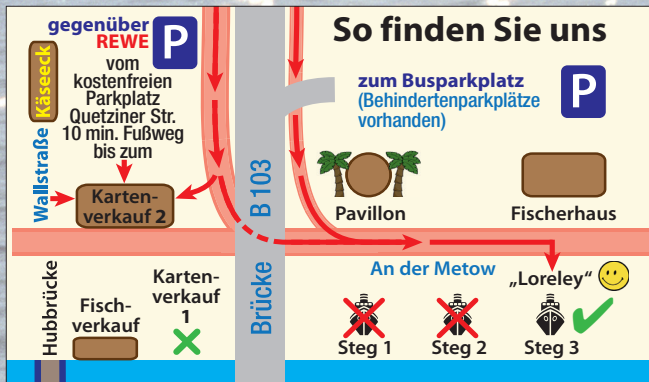 So finden Sie uns
gegenüber
REWE
P
vom
kostenfreien
Parkplatz
Quetziner Str.
10 min. Fußweg
bis zum
Käseeck
Wallstraße
Karten-
verkauf 2
B 103
Brücke
zum Busparkplatz
(Behindertenparkplätze
vorhanden)
P
Pavillon
Fischerhaus
An der Metow
„Loreley“
Hubbrücke
Fisch-
verkauf
Karten-
verkauf
1
Steg 1
Steg 2
Steg 3